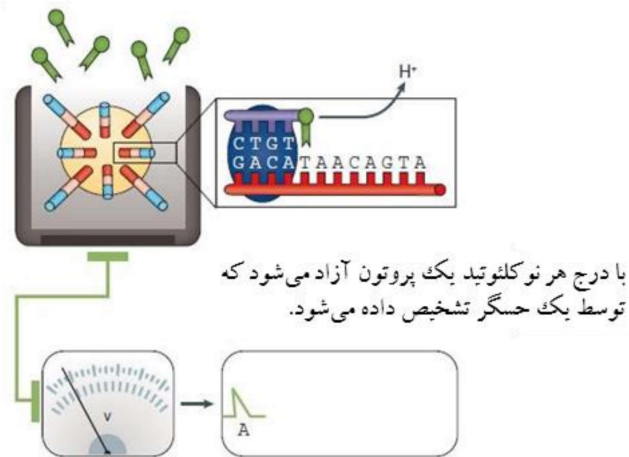 H+
CTGT
GACATAACAGTA
با درج هر نوکلئوتید یک پروتون آزاد می‌شود که
توسط یک حسگر تشخیص داده می‌شود.
V
A